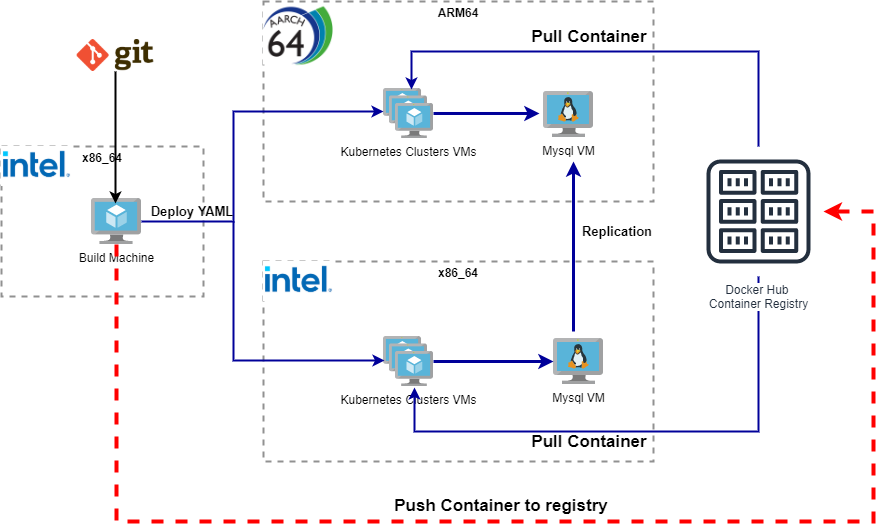 ARM64
AARCH
64
Pull Container
git
Kubernetes Clusters VMs
Mysql VM
x86_64
intel.
Deploy YAML
Build Machine
Replication
x86_64
intel.
Docker Hub
Container Registry
Kubernetes Clusters VMs
Mysql VM
Pull Container
Push Container to registry